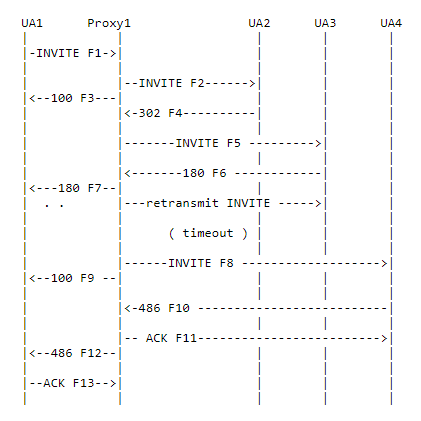 UA1 Proxy1 UA2 UA3 UA4
-INVITE F1->
--INVITE F2------>
<--100 F3---
<-302 F4----------
-------INVITE F5 --------->
<-------180 F6 ------------
<---180 F7--
. . ---retransmit INVITE ----->
( timeout )
------INVITE F8 ------------------->
<--100 F9 --
<-486 F10 --------------------------
-- ACK F11------------------------->
<--486 F12--
--ACK F13-->